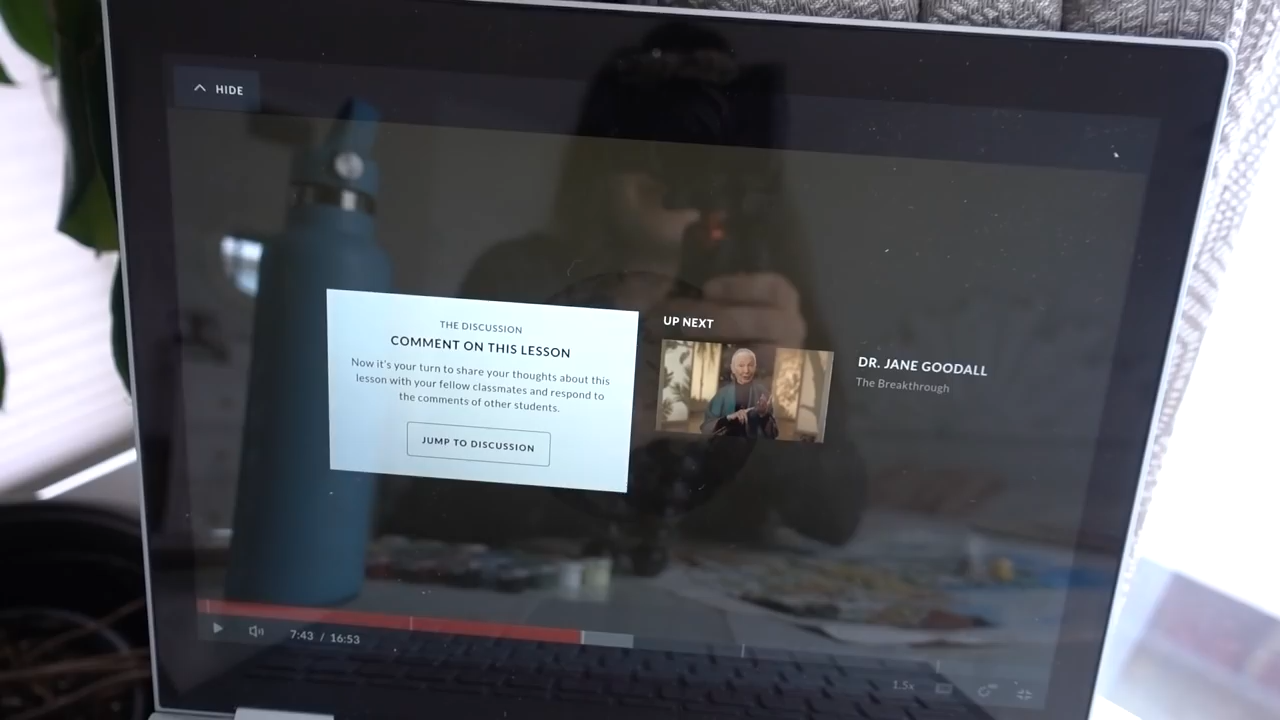 HIDE
THE DISCUSSION
COMMENT ON THIS LESSON
Now it's your turn to share your thoughts about this
lesson with your fellow classmates and respond to
the comments of other students.
JUMP TO DISCUSSION
UP NEXT
DR. JANE GOODALL
The Breakthrough
7:43 / 16:53
1.5x